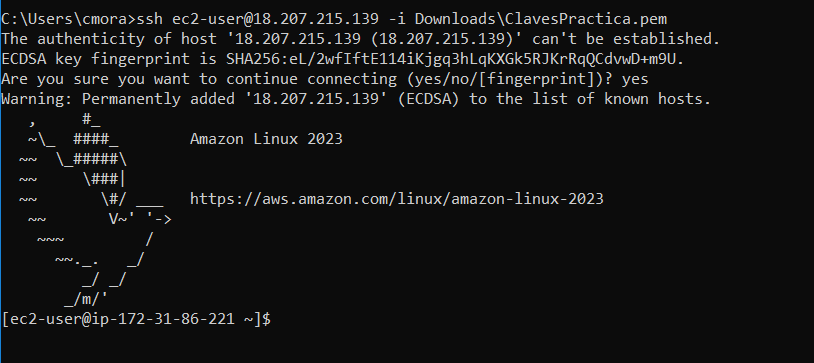 C:\Users\cmora>ssh ec2-user@18.207.215.139 -i Downloads\ClavesPractica.pem
The authenticity of host '18.207.215.139 (18.207.215.139)' can't be established.
ECDSA key fingerprint is SHA256:eL/2wfIftE114iKjgq3hLqKXGk5RJKrRqQCdvwD+m9U.
Are you sure you want to continue connecting (yes/no/[fingerprint])? yes
Warning: Permanently added '18.207.215.139' (ECDSA) to the list of known hosts.
   ,     #_
   ~\_  ####_        Amazon Linux 2023
  ~~  \_#####\
  ~~     \###|
  ~~       \#/ ___   https://aws.amazon.com/linux/amazon-linux-2023
   ~~       V~' '->
    ~~~         /
      ~~._.   _/
         _/ _/
       _/m/'
[ec2-user@ip-172-31-86-221 ~]$